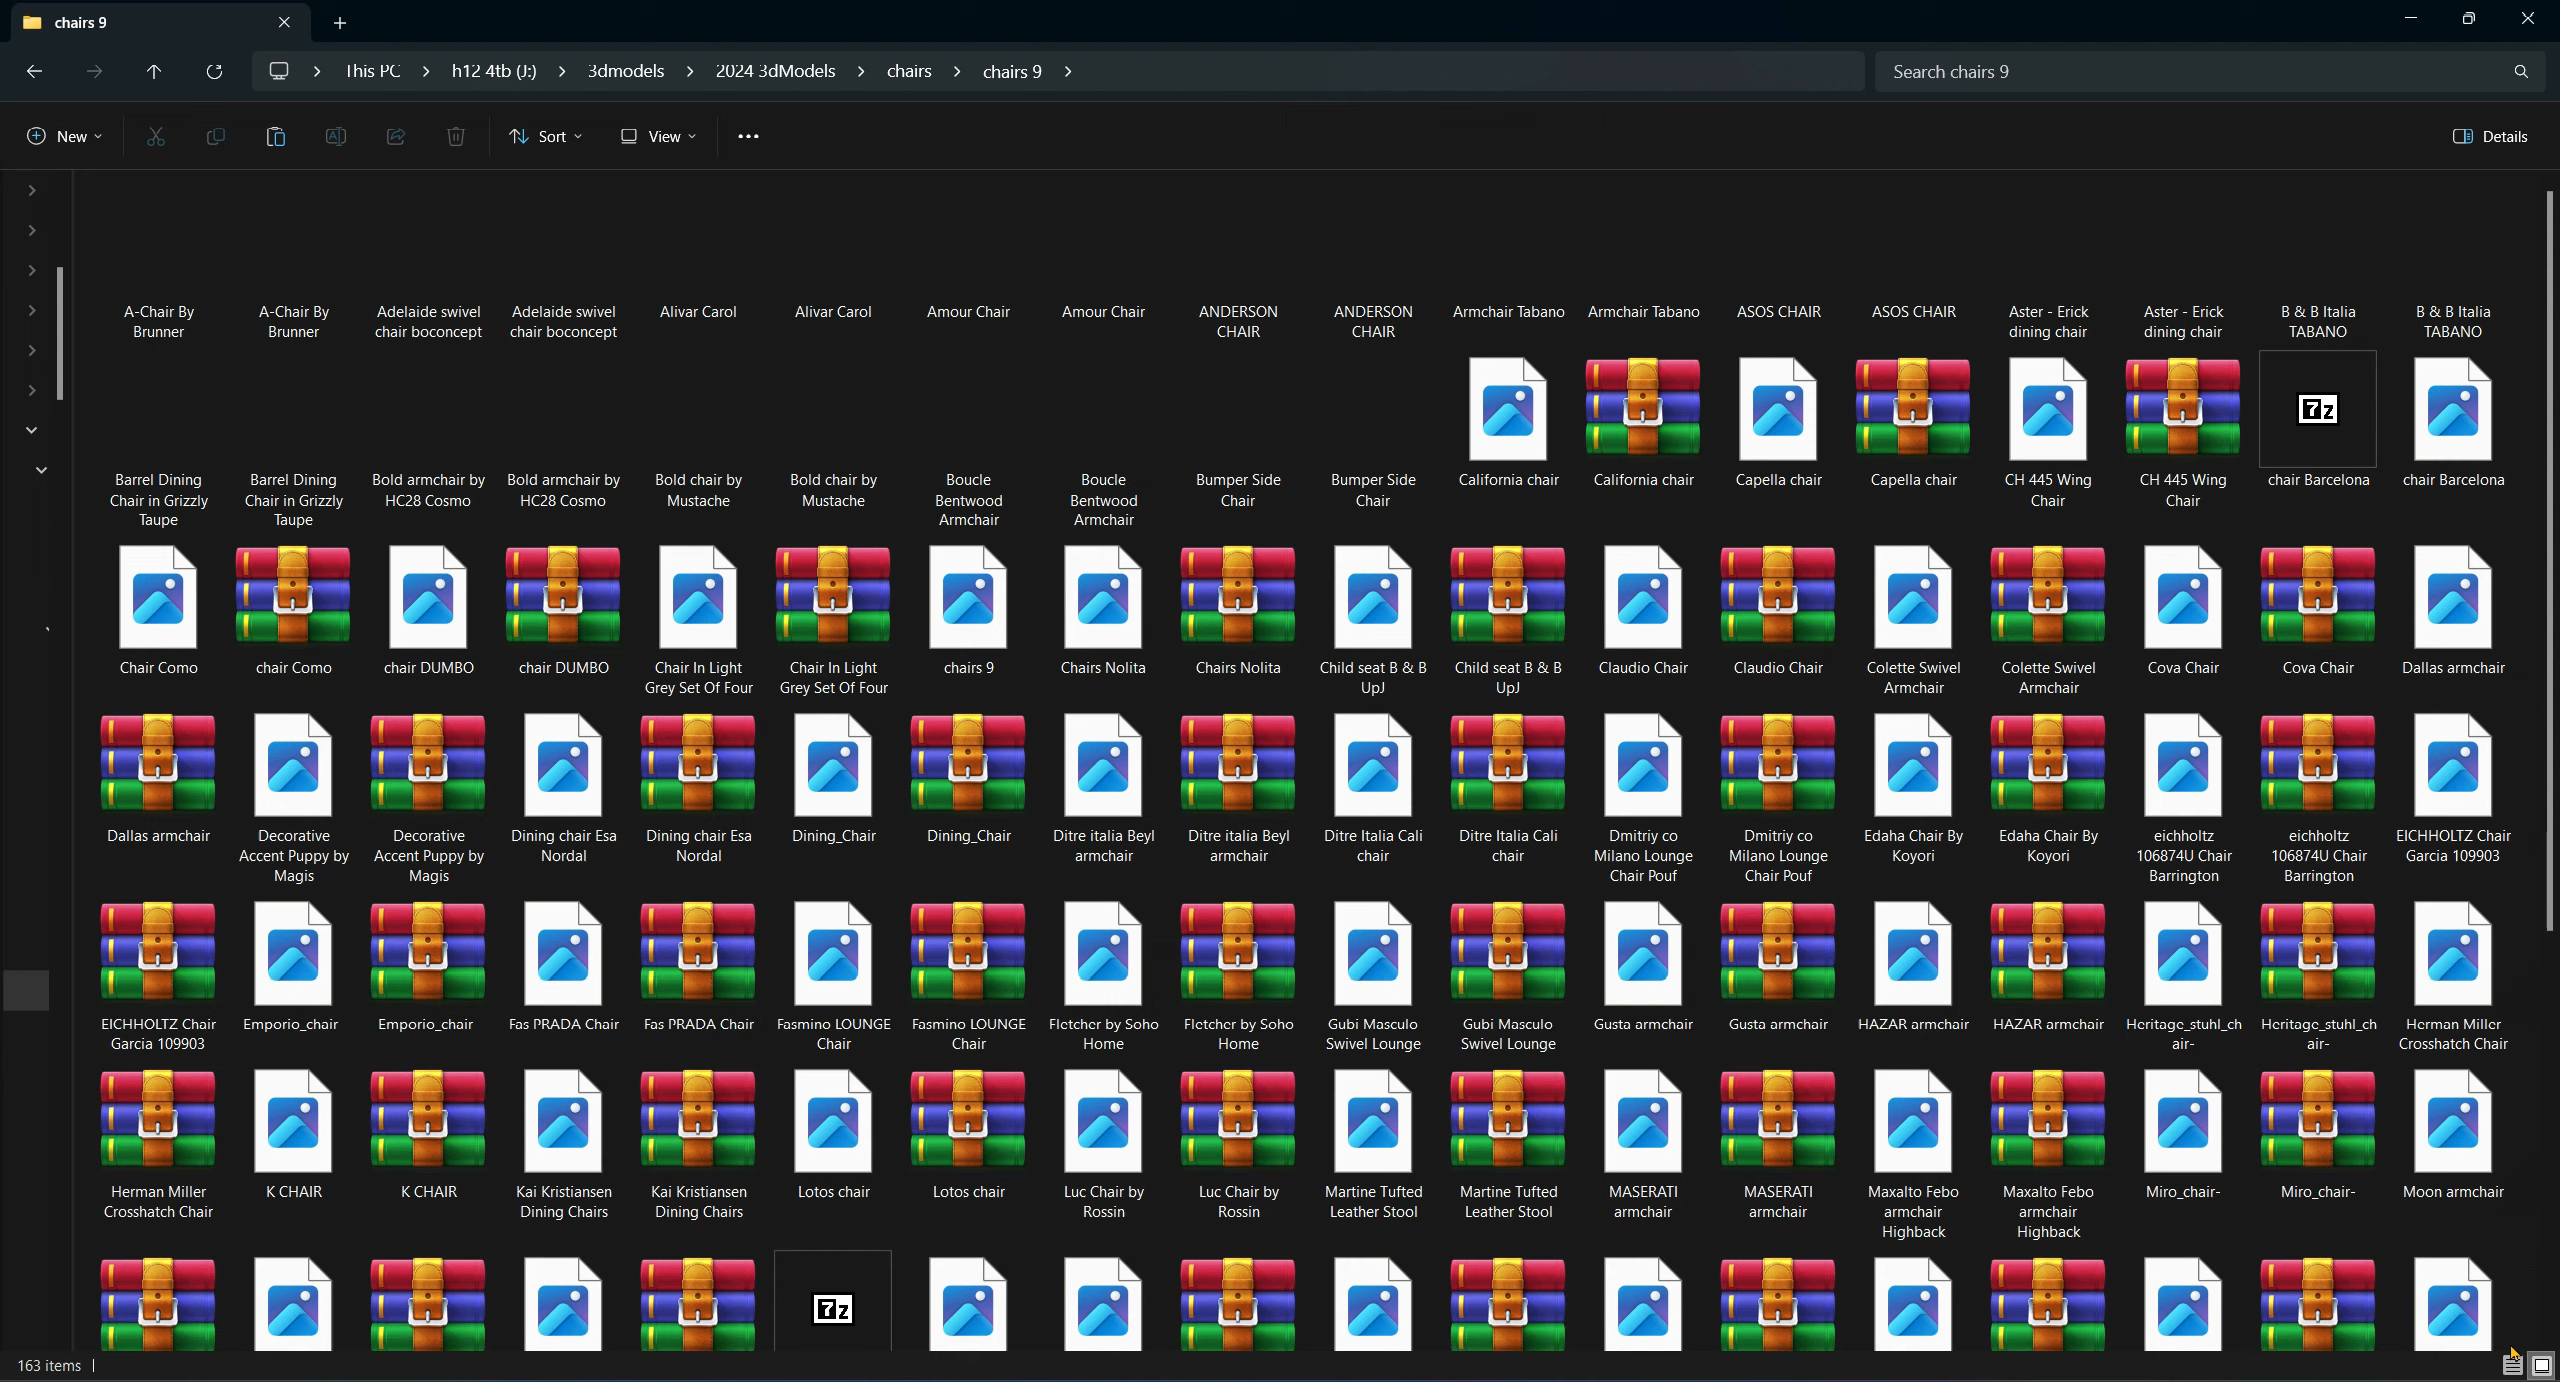 chairs 9
This PC > h12 4tb (J:) > 3dmodels > 2024 3dModels > chairs > chairs 9 >
Search chairs 9
New
Sort
View
Details
A-Chair By Brunner
A-Chair By Brunner
Adelaide swivel chair boconcept
Adelaide swivel chair boconcept
Alivar Carol
Alivar Carol
Amour Chair
Amour Chair
ANDERSON CHAIR
ANDERSON CHAIR
Armchair Tabano
Armchair Tabano
ASOS CHAIR
ASOS CHAIR
Aster - Erick dining chair
Aster - Erick dining chair
B & B Italia TABANO
B & B Italia TABANO
Barrel Dining Chair in Grizzly Taupe
Barrel Dining Chair in Grizzly Taupe
Bold armchair by HC28 Cosmo
Bold armchair by HC28 Cosmo
Bold chair by Mustache
Bold chair by Mustache
Boucle Bentwood Armchair
Boucle Bentwood Armchair
Bumper Side Chair
Bumper Side Chair
California chair
California chair
Capella chair
Capella chair
CH 445 Wing Chair
CH 445 Wing Chair
7z
chair Barcelona
chair Barcelona
Chair Como
chair Como
chair DUMBO
chair DUMBO
Chair In Light Grey Set Of Four
Chair In Light Grey Set Of Four
chairs 9
Chairs Nolita
Chairs Nolita
Child seat B & B UpJ
Child seat B & B UpJ
Claudio Chair
Claudio Chair
Colette Swivel Armchair
Colette Swivel Armchair
Cova Chair
Cova Chair
Dallas armchair
Dallas armchair
Decorative Accent Puppy by Magis
Decorative Accent Puppy by Magis
Dining chair Esa Nordal
Dining chair Esa Nordal
Dining_Chair
Dining_Chair
Ditre italia Beyl armchair
Ditre italia Beyl armchair
Ditre Italia Cali chair
Ditre Italia Cali chair
Dmitriy co Milano Lounge Chair Pouf
Dmitriy co Milano Lounge Chair Pouf
Edaha Chair By Koyori
Edaha Chair By Koyori
eichholtz 106874U Chair Barrington
eichholtz 106874U Chair Barrington
EICHHOLTZ Chair Garcia 109903
EICHHOLTZ Chair Garcia 109903
Emporio_chair
Emporio_chair
Fas PRADA Chair
Fas PRADA Chair
Fasmino LOUNGE Chair
Fasmino LOUNGE Chair
Fletcher by Soho Home
Fletcher by Soho Home
Gubi Masculo Swivel Lounge
Gubi Masculo Swivel Lounge
Gusta armchair
Gusta armchair
HAZAR armchair
HAZAR armchair
Heritage_stuhl_chair-
Heritage_stuhl_chair-
Herman Miller Crosshatch Chair
Herman Miller Crosshatch Chair
K CHAIR
K CHAIR
Kai Kristiansen Dining Chairs
Kai Kristiansen Dining Chairs
Lotos chair
Lotos chair
Luc Chair by Rossin
Luc Chair by Rossin
Martine Tufted Leather Stool
Martine Tufted Leather Stool
MASERATI armchair
MASERATI armchair
Maxalto Febo armchair Highback
Maxalto Febo armchair Highback
Miro_chair-
Miro_chair-
Moon armchair
7z
163 items